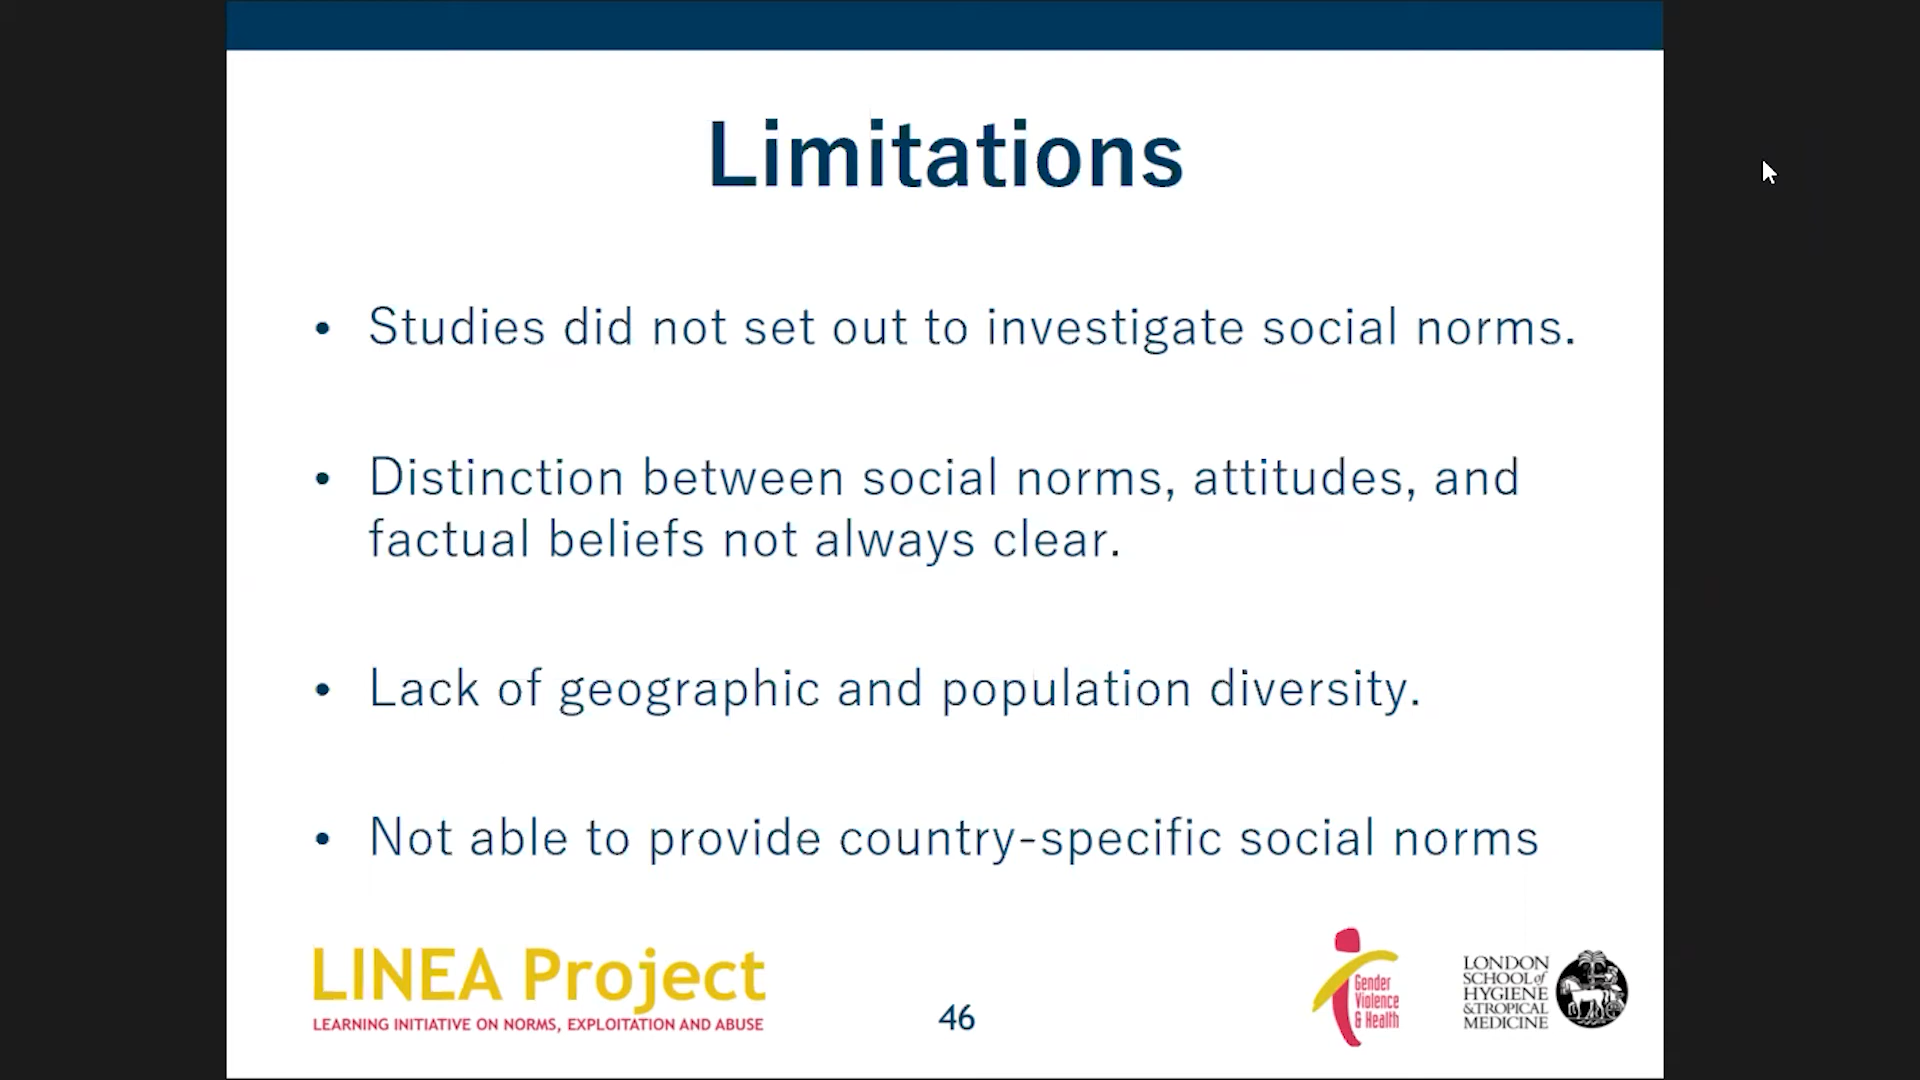 Limitations
• Studies did not set out to investigate social norms.
• Distinction between social norms, attitudes, and
factual beliefs not always clear.
• Lack of geographic and population diversity.
• Not able to provide country-specific social norms
LINEA Project
LEARNING INITIATIVE ON NORMS, EXPLOITATION AND ABUSE
46
Gender
Violence
& Health
LONDON
SCHOOL of
HYGIENE
& TROPICAL
MEDICINE